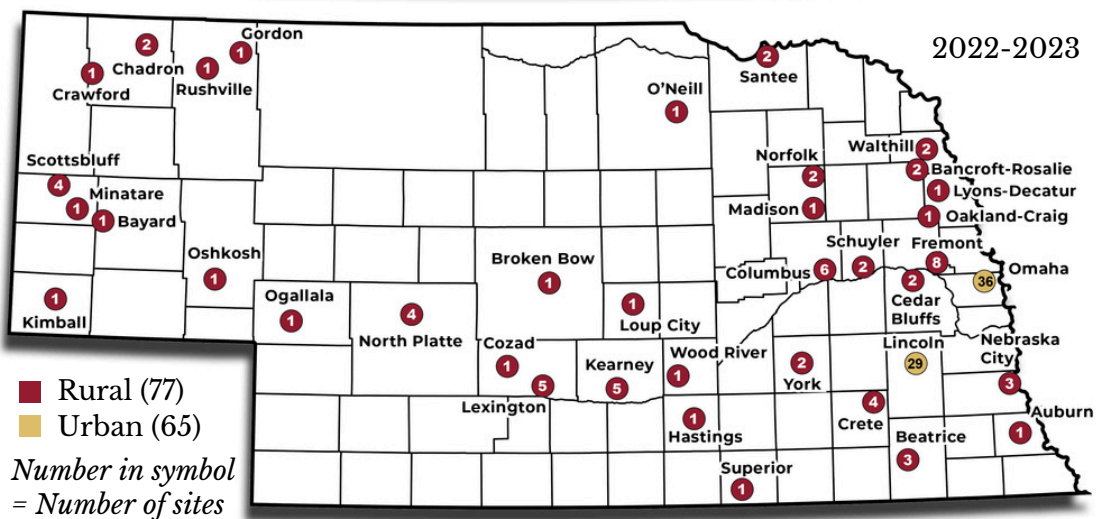 2022-2023
Gordon
1
2
Chadron
1
Rushville
1
Crawford
2
Santee
O'Neill
1
Scottsbluff
4
Minatare
1
1
Bayard
Walthill
2
Norfolk
2
2
Bancroft-Rosalie
1
Lyons-Decatur
Madison
1
1
Oakland-Craig
Oshkosh
1
Broken Bow
1
Schuyler
2
Fremont
8
Columbus
6
Omaha
36
2
Cedar
Bluffs
1
Kimball
Ogallala
1
4
North Platte
1
Loup City
Cozad
1
5
Lexington
Kearney
5
Wood River
1
2
York
Lincoln
29
Nebraska
City
3
4
Crete
1
Hastings
Auburn
1
Beatrice
3
Superior
1
Rural (77)
Urban (65)
Number in symbol
= Number of sites